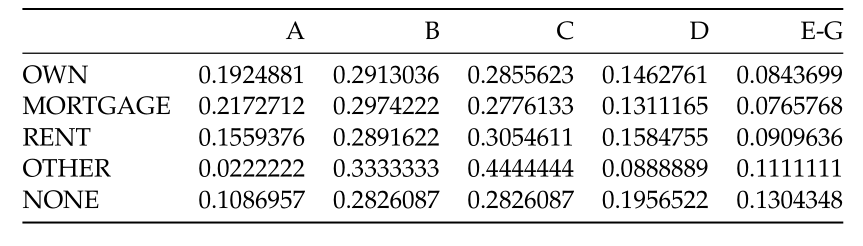 A B C D E-G
OWN 0.1924881 0.2913036 0.2855623 0.1462761 0.0843699
MORTGAGE 0.2172712 0.2974222 0.2776133 0.1311165 0.0765768
RENT 0.1559376 0.2891622 0.3054611 0.1584755 0.0909636
OTHER 0.0222222 0.3333333 0.4444444 0.0888889 0.1111111
NONE 0.1086957 0.2826087 0.2826087 0.1956522 0.1304348